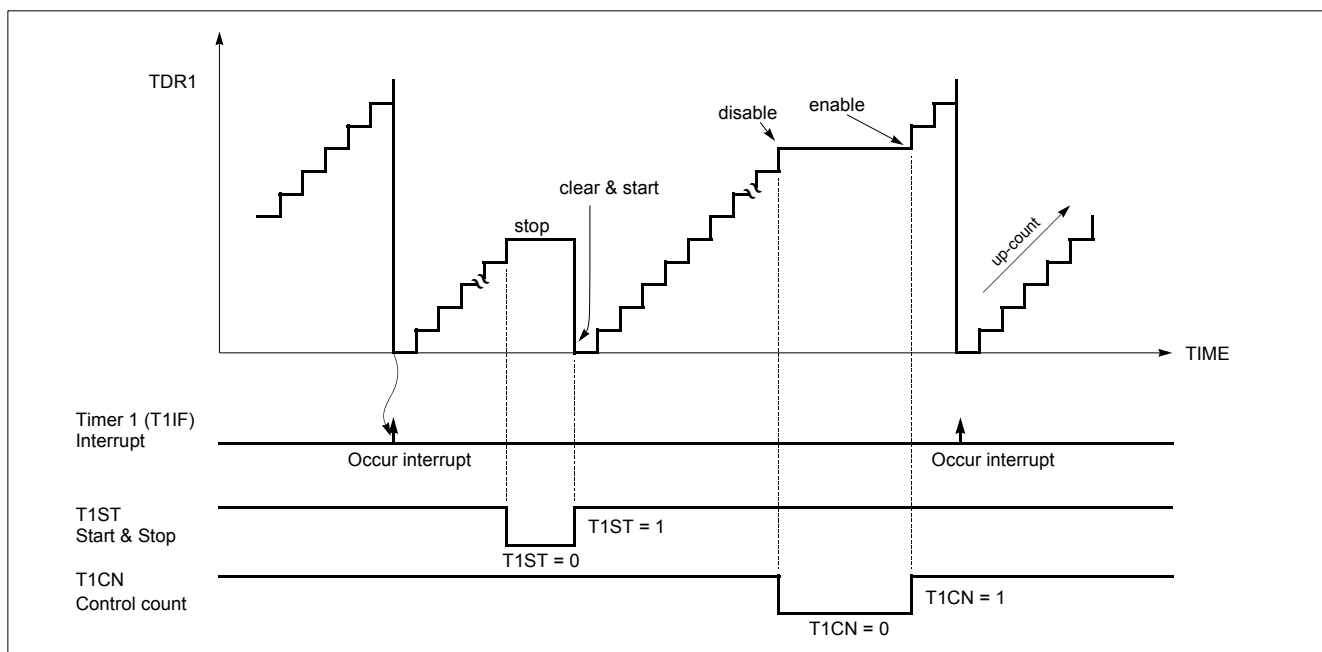 TDR1
disable
enable
clear & start
stop
up-count
TIME
Timer 1 (T1IF)
Interrupt
Occur interrupt
Occur interrupt
T1ST
Start & Stop
T1ST = 1
T1ST = 0
T1CN
Control count
T1CN = 1
T1CN = 0